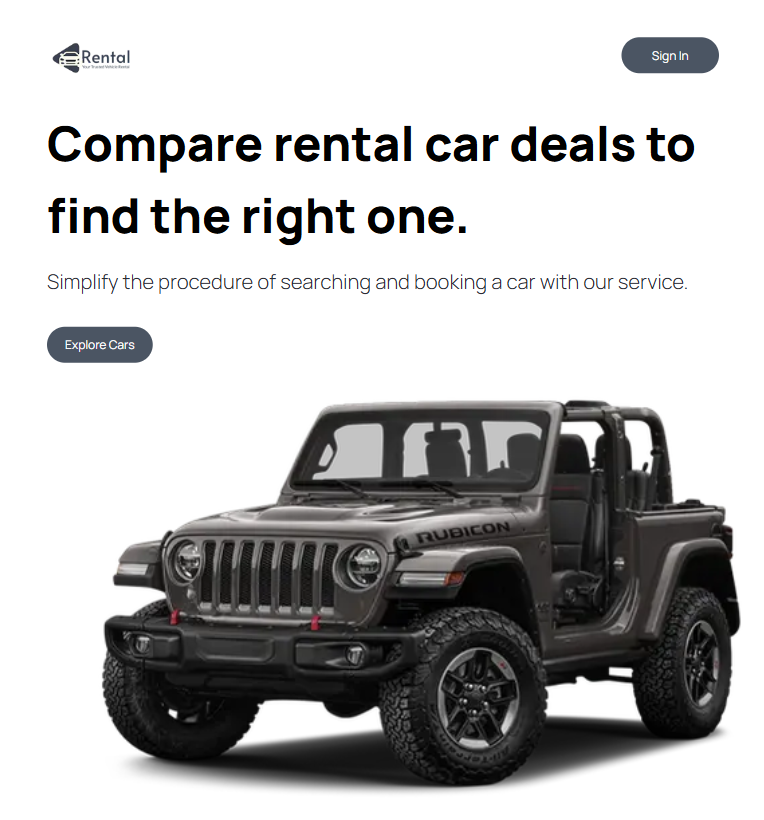 Rental
Your Trusted Vehicle Rental
Sign In
Compare rental car deals to
find the right one.
Simplify the procedure of searching and booking a car with our service.
Explore Cars
RUBICON